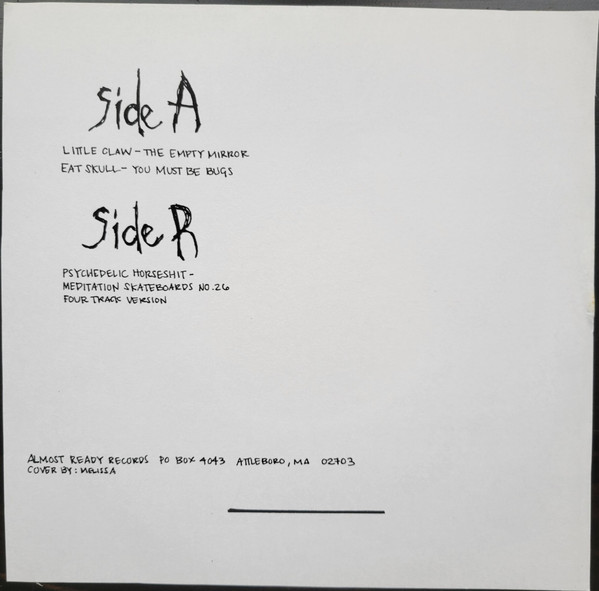 Side A
LITTLE CLAW - THE EMPTY MIRROR
EAT SKULL - YOU MUST BE BUGS
Side R
PSYCHEDELIC HORSESHIT -
MEDITATION SKATEBOARDS NO.26
FOUR TRACK VERSION
ALMOST READY RECORDS PO BOX 4043 ATTLEBORO, MA 02703
COVER BY: MELISSA